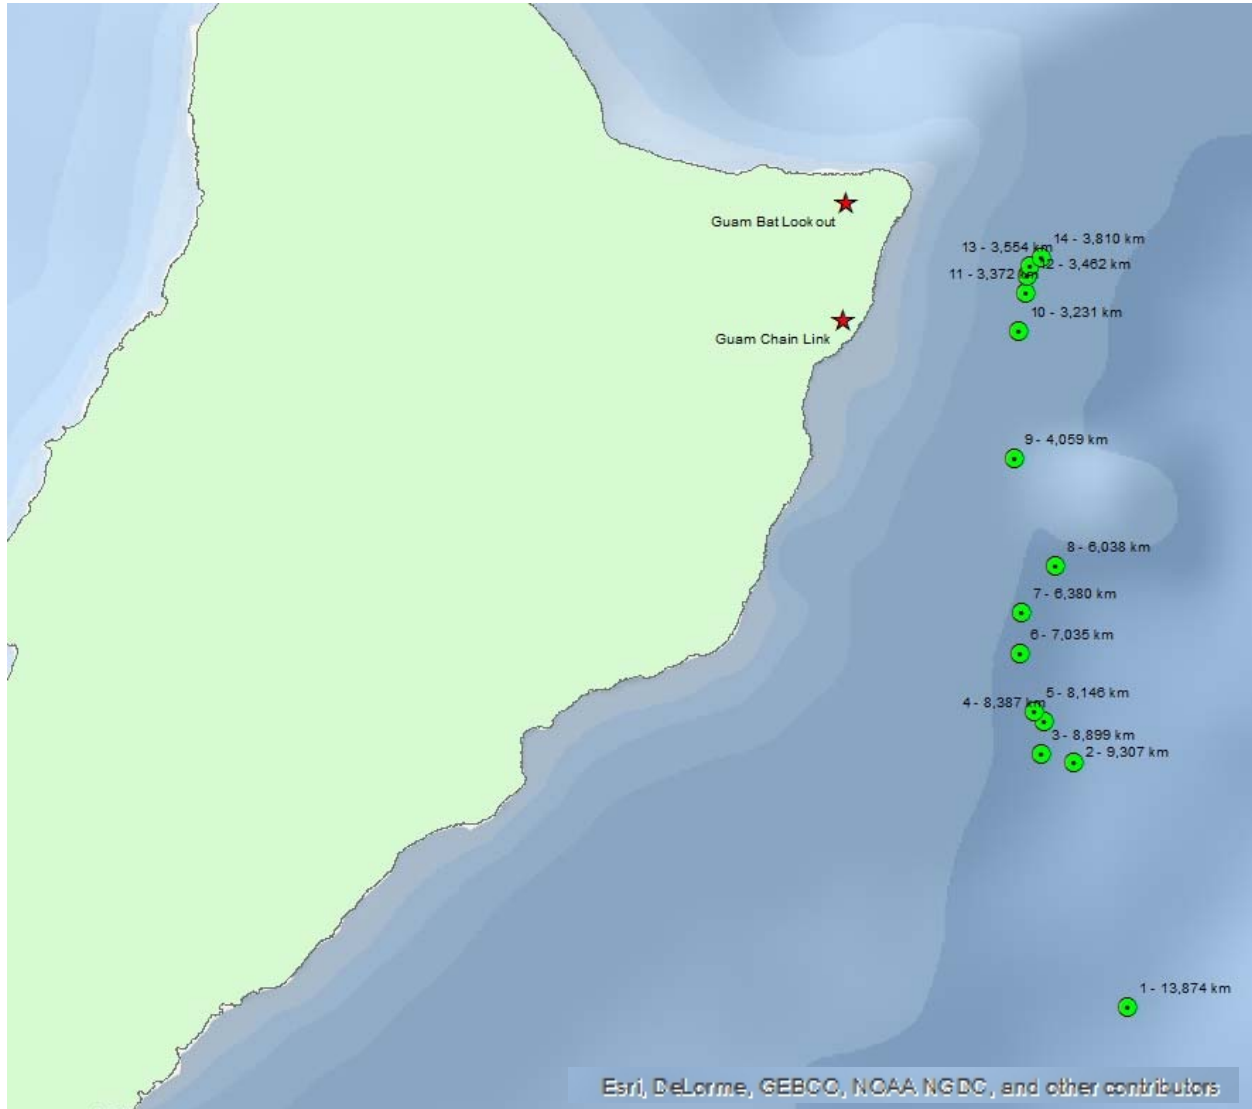 Guam Bat Lookout
14 - 3,810 km
13 - 3,554 km
12 - 3,462 km
11 - 3,372 km
10 - 3,231 km
Guam Chain Link
9 - 4,059 km
8 - 6,038 km
7 - 6,380 km
6 - 7,035 km
5 - 8,146 km
4 - 8,387 km
3 - 8,899 km
2 - 9,307 km
1 - 13,874 km
Esri, DeLorme, GEBCO, NOAA NGDC, and other contributors